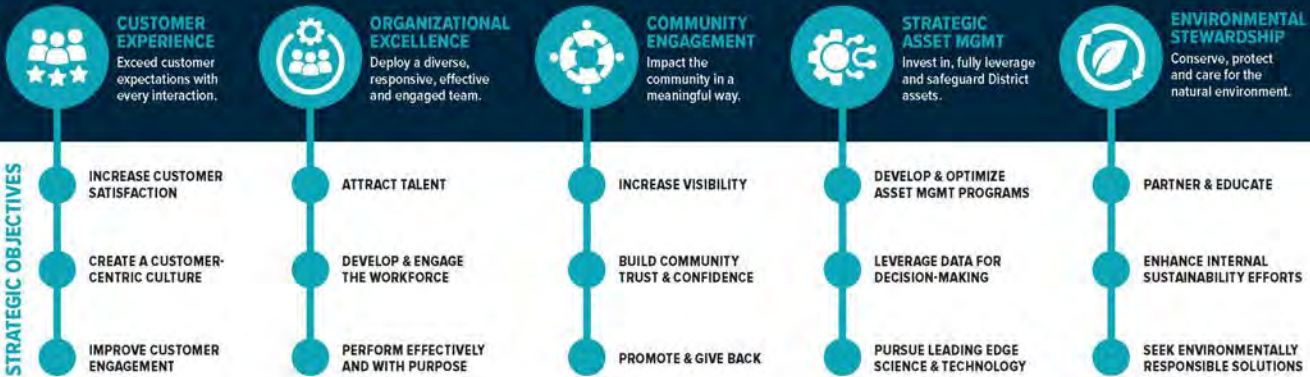 CUSTOMER
EXPERIENCE
Exceed customer
expectations with
every interaction.
ORGANIZATIONAL
EXCELLENCE
Deploy a diverse,
responsive, effective
and engaged team.
COMMUNITY
ENGAGEMENT
Impact the
community in a
meaningful way.
STRATEGIC
ASSET MGMT
Invest in, fully leverage
and safeguard District
assets.
ENVIRONMENTAL
STEWARDSHIP
Conserve, protect
and care for the
natural environment.
STRATEGIC OBJECTIVES
INCREASE CUSTOMER
SATISFACTION
CREATE A CUSTOMER-
CENTRIC CULTURE
IMPROVE CUSTOMER
ENGAGEMENT
ATTRACT TALENT
DEVELOP & ENGAGE
THE WORKFORCE
PERFORM EFFECTIVELY
AND WITH PURPOSE
INCREASE VISIBILITY
BUILD COMMUNITY
TRUST & CONFIDENCE
PROMOTE & GIVE BACK
DEVELOP & OPTIMIZE
ASSET MGMT PROGRAMS
LEVERAGE DATA FOR
DECISION-MAKING
PURSUE LEADING EDGE
SCIENCE & TECHNOLOGY
PARTNER & EDUCATE
ENHANCE INTERNAL
SUSTAINABILITY EFFORTS
SEEK ENVIRONMENTALLY
RESPONSIBLE SOLUTIONS